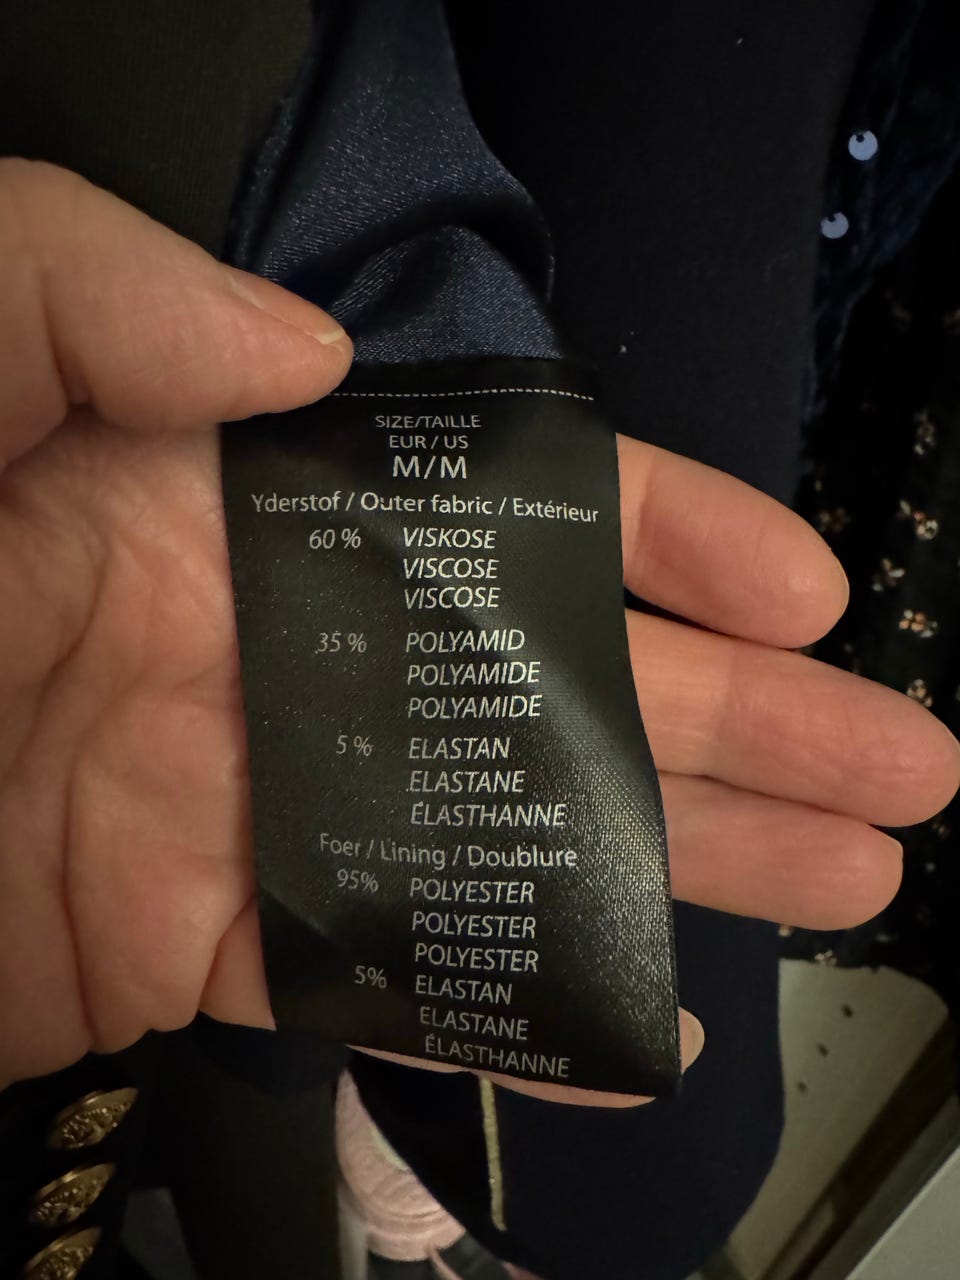 SIZE/TAILLE
EUR / US
M/M
Yderstof / Outer fabric / Extérieur
60 % VISKOSE
VISCOSE
VISCOSE
35 % POLYAMID
POLYAMIDE
POLYAMIDE
5 % ELASTAN
ELASTANE
ÉLASTHANNE
Foer / Lining / Doublure
95% POLYESTER
POLYESTER
POLYESTER
5% ELASTAN
ELASTANE
ÉLASTHANNE